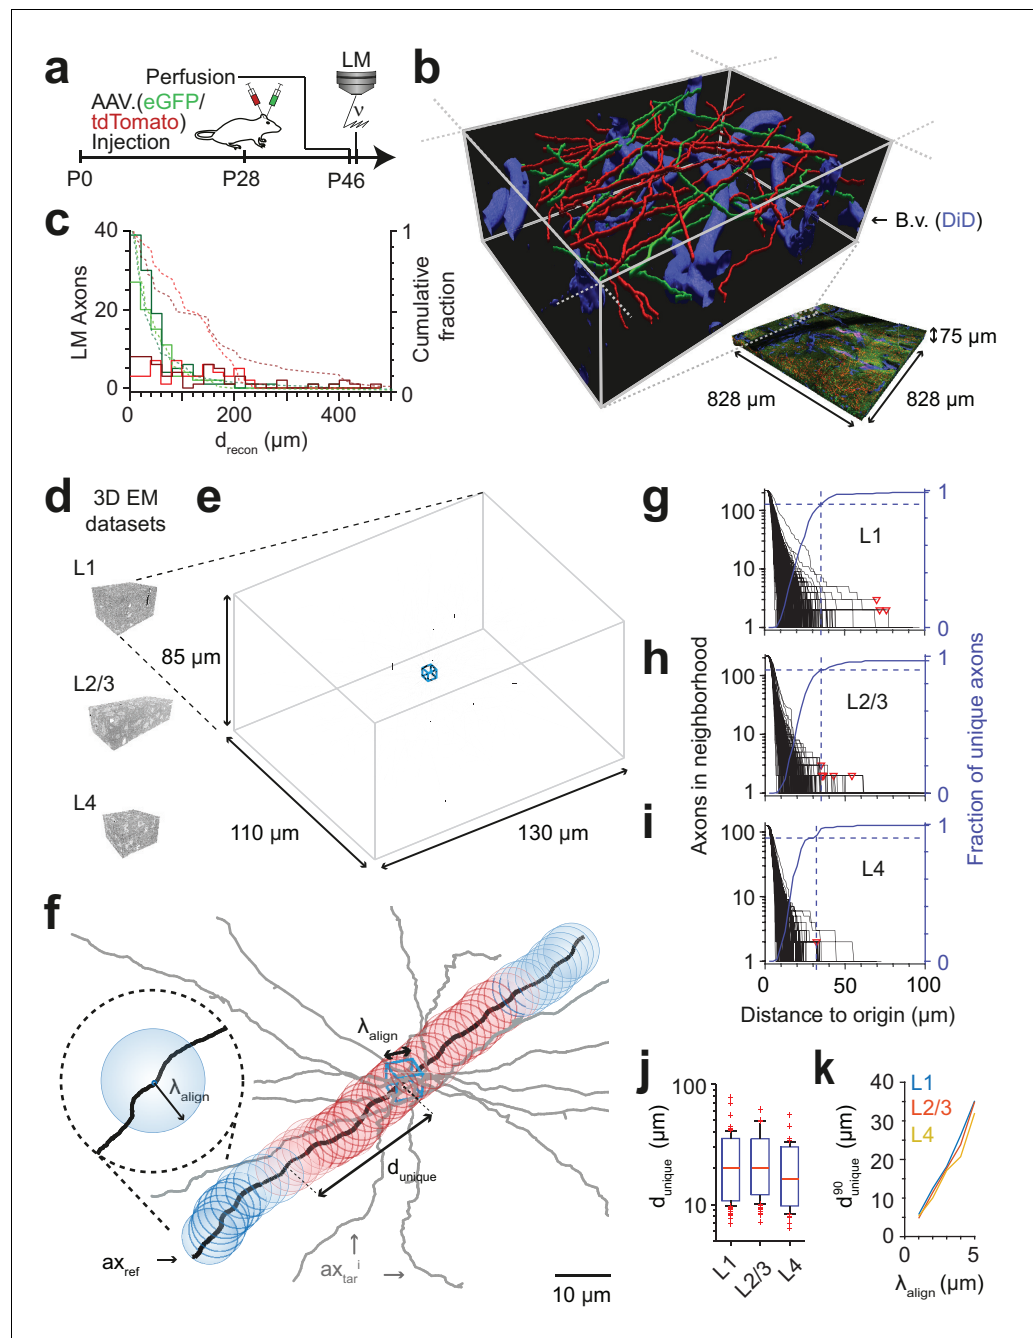 a
LM
Perfusion
AAV.(eGFP/
tdTomato)
Injection
ν
P0
P28
P46
b
B.v. (DiD)
75 µm
828 µm
828 µm
c
LM Axons
40
20
0
Cumulative
fraction
1
0
0
200
400
d_recon (µm)
d
3D EM
datasets
L1
L2/3
L4
e
85 µm
110 µm
130 µm
f
λ_align
λ_align
d_unique
ax_ref
ax_tar^i
10 µm
g
100
10
1
L1
1
0
h
100
10
1
L2/3
1
0
i
100
10
1
L4
1
0
Axons in neighborhood
Fraction of unique axons
0
50
100
Distance to origin (µm)
j
100
10
d_unique (µm)
L1
L2/3
L4
k
L1
L2/3
L4
40
30
20
10
0
d^90_unique (µm)
0
5
λ_align (µm)